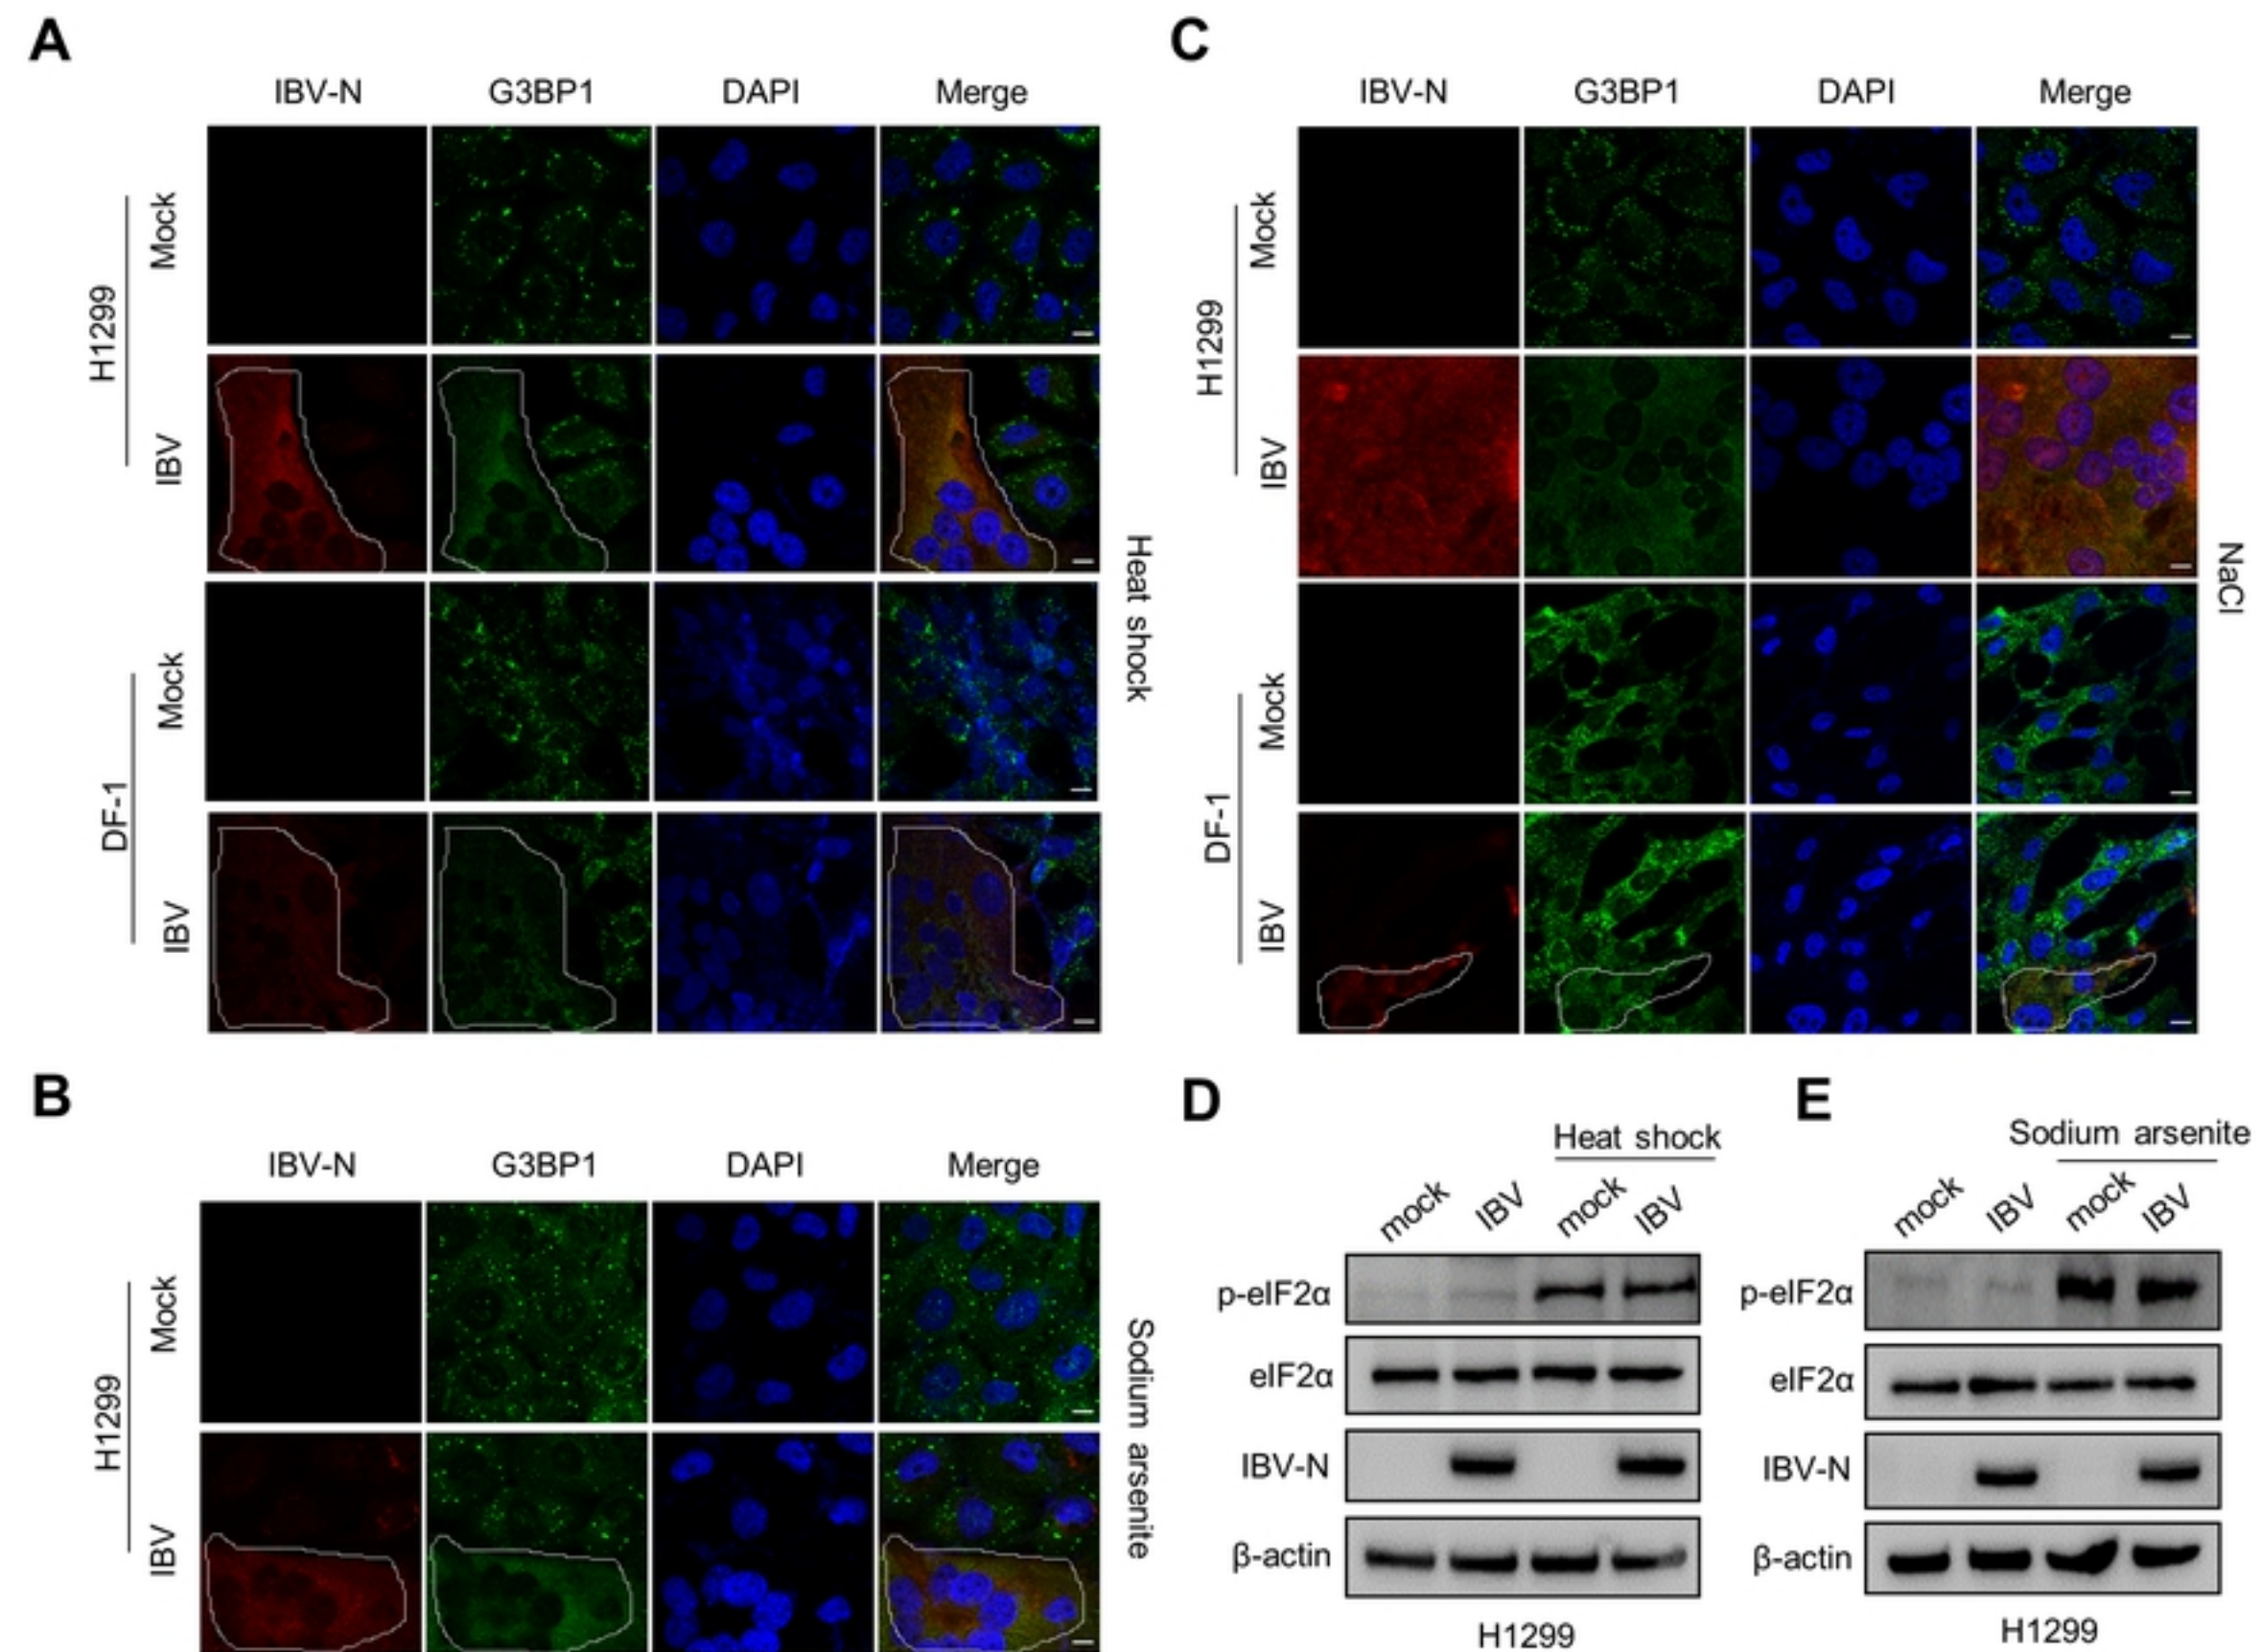 A
IBV-N G3BP1 DAPI Merge
H1299
Mock
IBV
DF-1
Mock
IBV
Heat shock
C
IBV-N G3BP1 DAPI Merge
H1299
Mock
IBV
DF-1
Mock
IBV
NaCl
B
IBV-N G3BP1 DAPI Merge
H1299
Mock
IBV
Sodium arsenite
D
Heat shock
mock IBV mock IBV
p-eIF2α
eIF2α
IBV-N
β-actin
H1299
E
Sodium arsenite
mock IBV mock IBV
p-eIF2α
eIF2α
IBV-N
β-actin
H1299